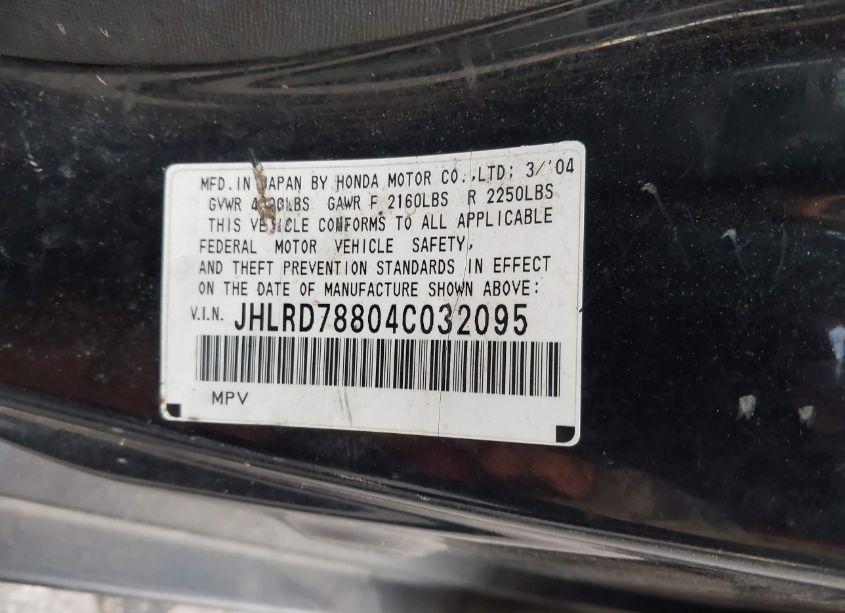 MFD. IN JAPAN BY HONDA MOTOR CO.,LTD; 3/'04
GVWR LBS GAWR F 2160LBS R 2250LBS
THIS VEHICLE CONFORMS TO ALL APPLICABLE
FEDERAL MOTOR VEHICLE SAFETY,
AND THEFT PREVENTION STANDARDS IN EFFECT
ON THE DATE OF MANUFACTURE SHOWN ABOVE:
V.I.N. JHLRD78804C032095
MPV